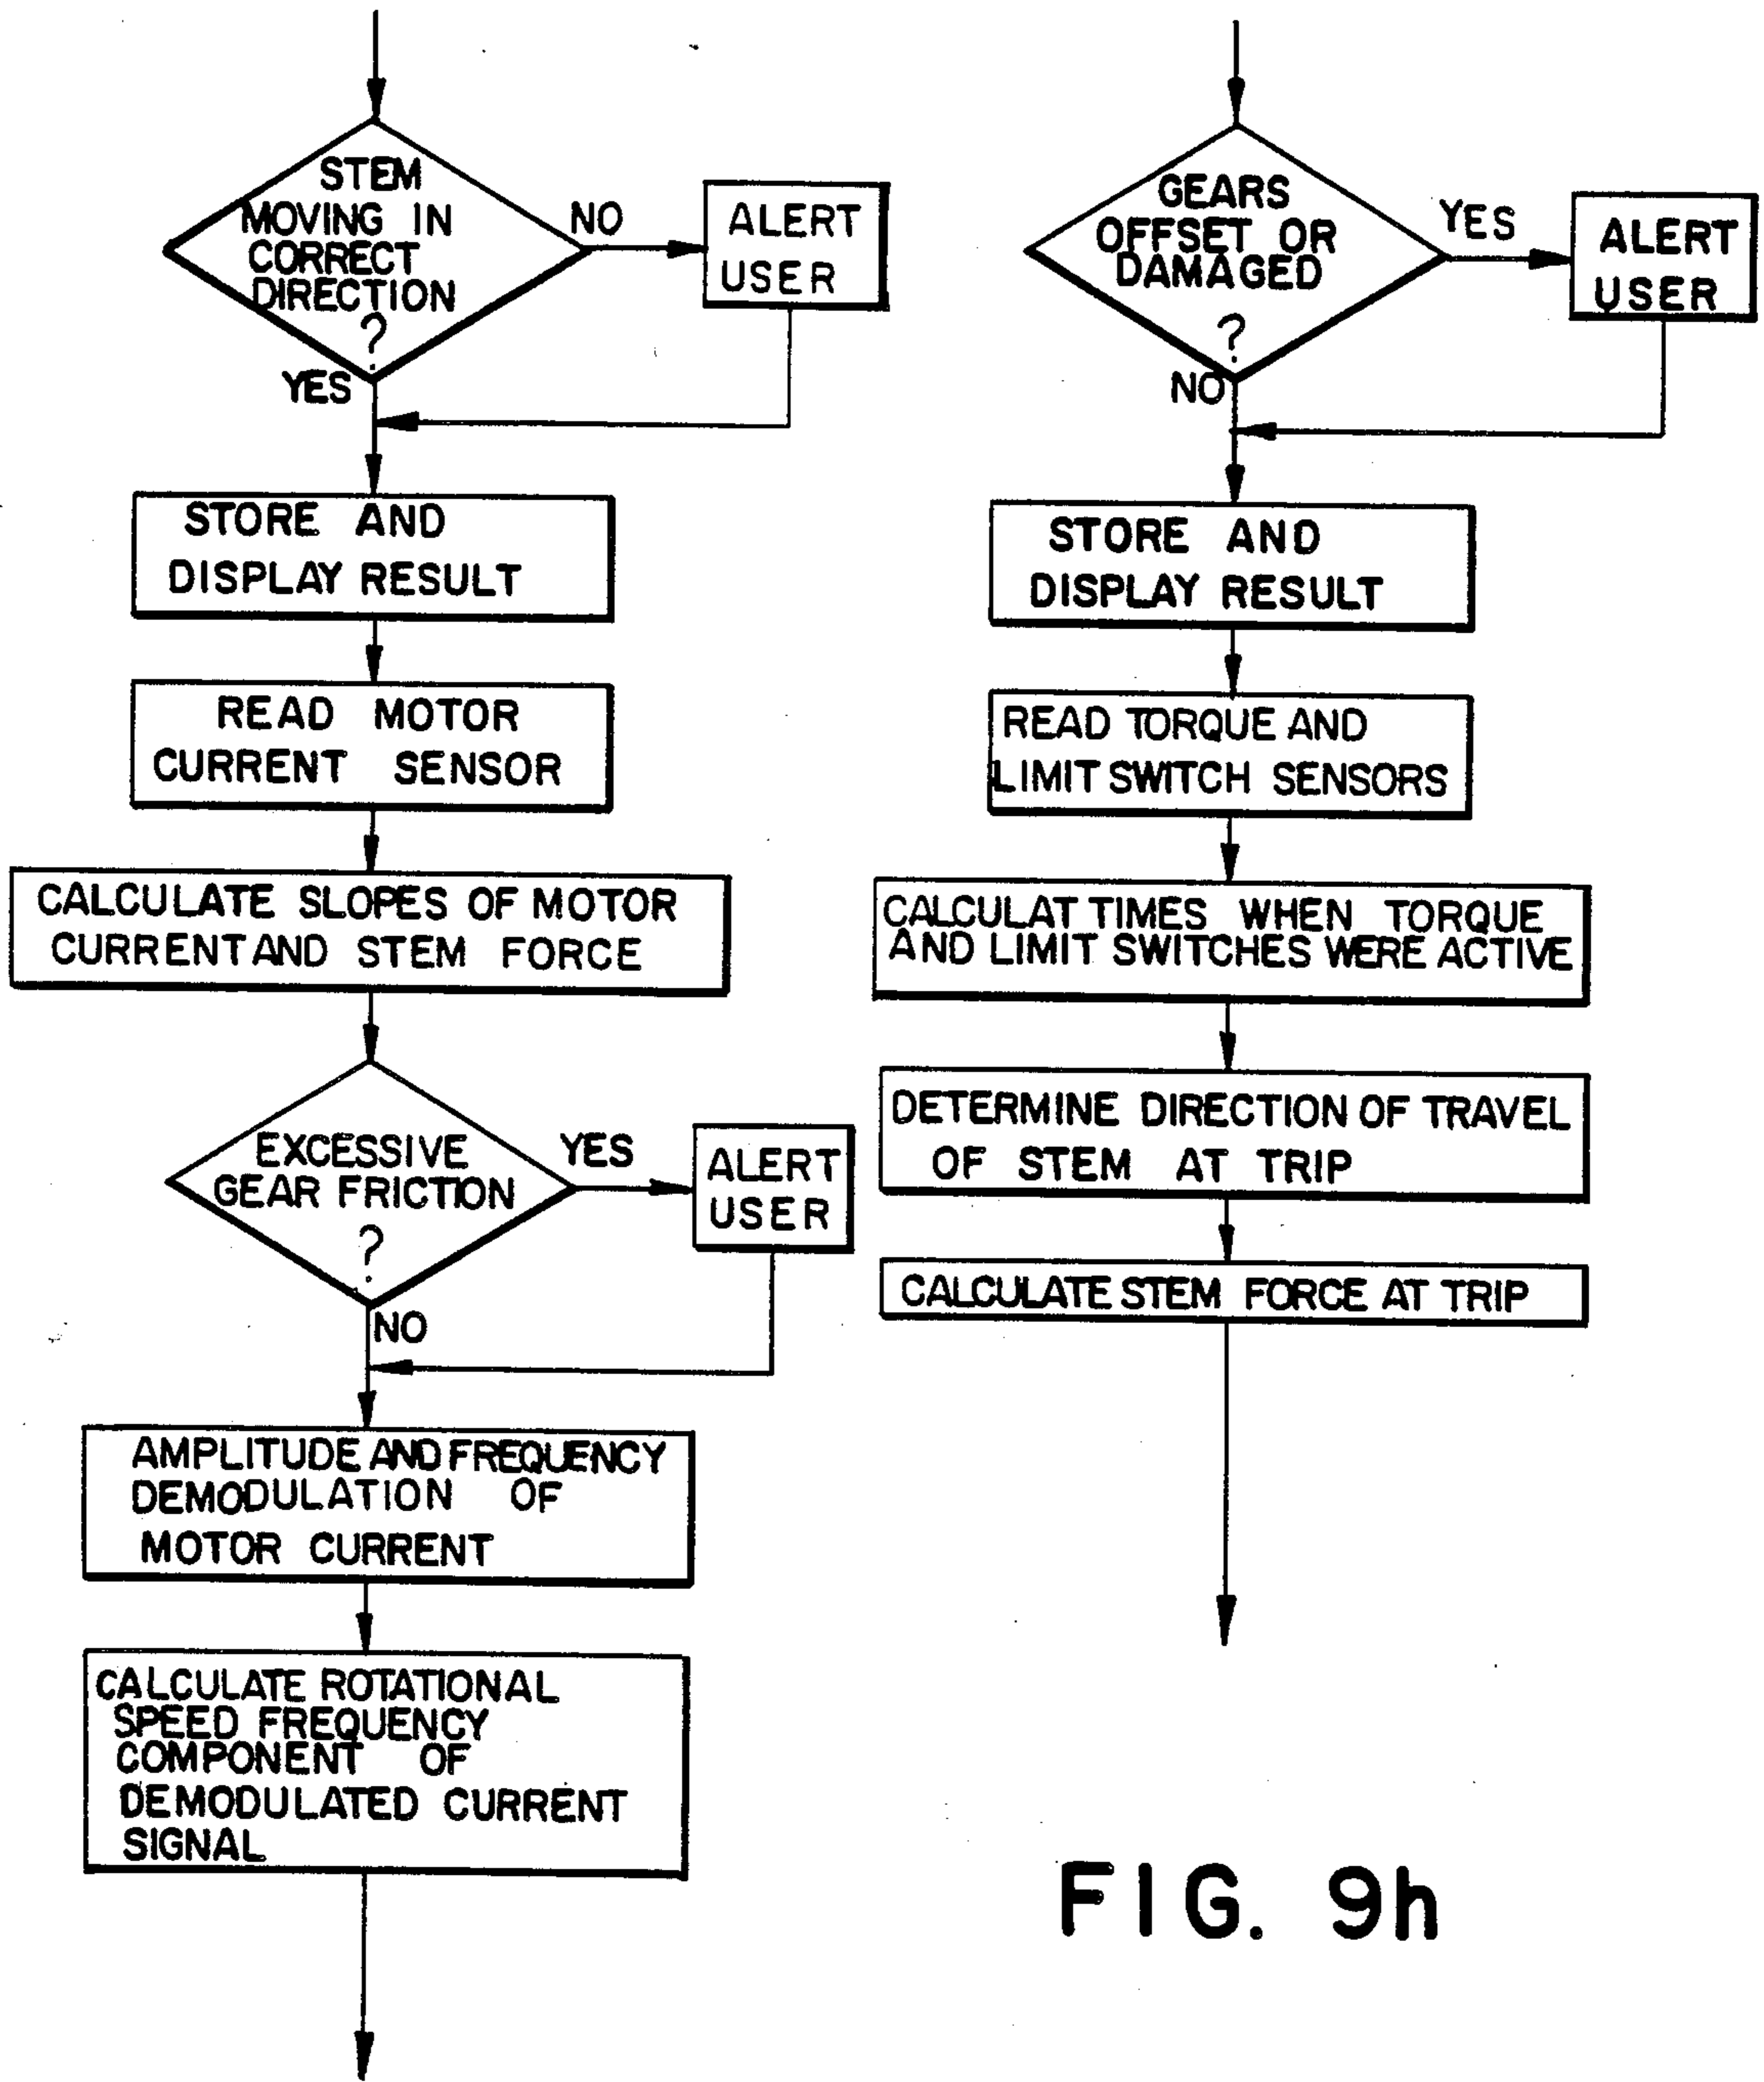 STEM
MOVING IN
CORRECT
DIRECTION
?
NO
ALERT
USER
YES
STORE AND
DISPLAY RESULT
READ MOTOR
CURRENT SENSOR
CALCULATE SLOPES OF MOTOR
CURRENT AND STEM FORCE
EXCESSIVE
GEAR FRICTION
?
YES
ALERT
USER
NO
AMPLITUDE AND FREQUENCY
DEMODULATION OF
MOTOR CURRENT
CALCULATE ROTATIONAL
SPEED FREQUENCY
COMPONENT OF
DEMODULATED CURRENT
SIGNAL
GEARS
OFFSET OR
DAMAGED
?
YES
ALERT
USER
NO
STORE AND
DISPLAY RESULT
READ TORQUE AND
LIMIT SWITCH SENSORS
CALCULAT TIMES WHEN TORQUE
AND LIMIT SWITCHES WERE ACTIVE
DETERMINE DIRECTION OF TRAVEL
OF STEM AT TRIP
CALCULATE STEM FORCE AT TRIP
FIG. 9h